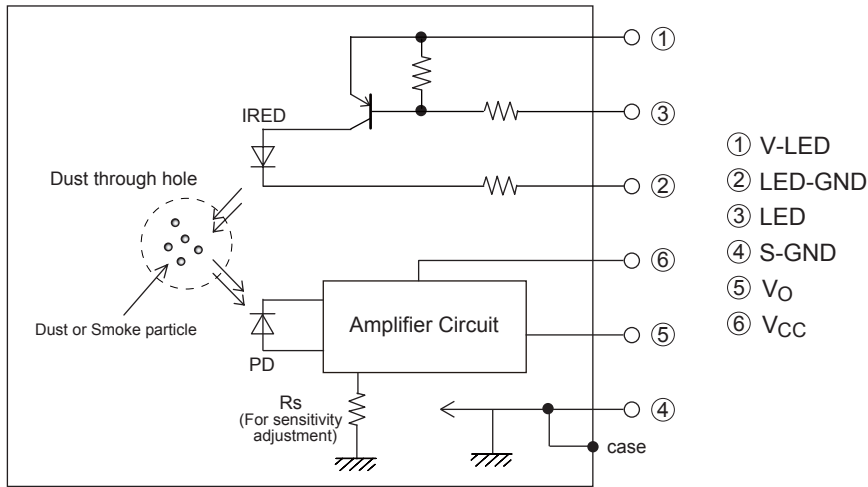 ①
IRED
③
① V-LED
Dust through hole
②
② LED-GND
③ LED
④ S-GND
⑥
⑤ VO
Amplifier Circuit
⑥ VCC
Dust or Smoke particle
⑤
PD
Rs
(For sensitivity
adjustment)
④
case